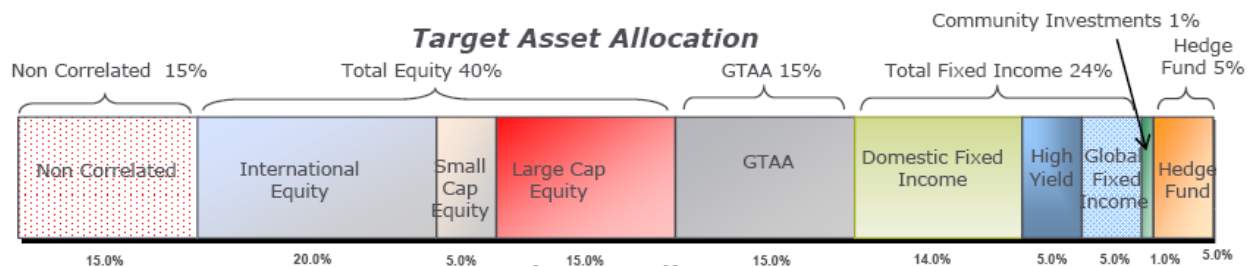 Community Investments 1%
Target Asset Allocation
Hedge
Fund 5%
Non Correlated 15%
Total Equity 40%
GTAA 15%
Total Fixed Income 24%
Non Correlated
International
Equity
Small
Cap
Equity
Large Cap
Equity
GTAA
Domestic Fixed
Income
High
Yield
Global
Fixed
Income
Hedge
Fund
15.0%
20.0%
5.0%
15.0%
15.0%
14.0%
5.0%
5.0%
1.0%
5.0%